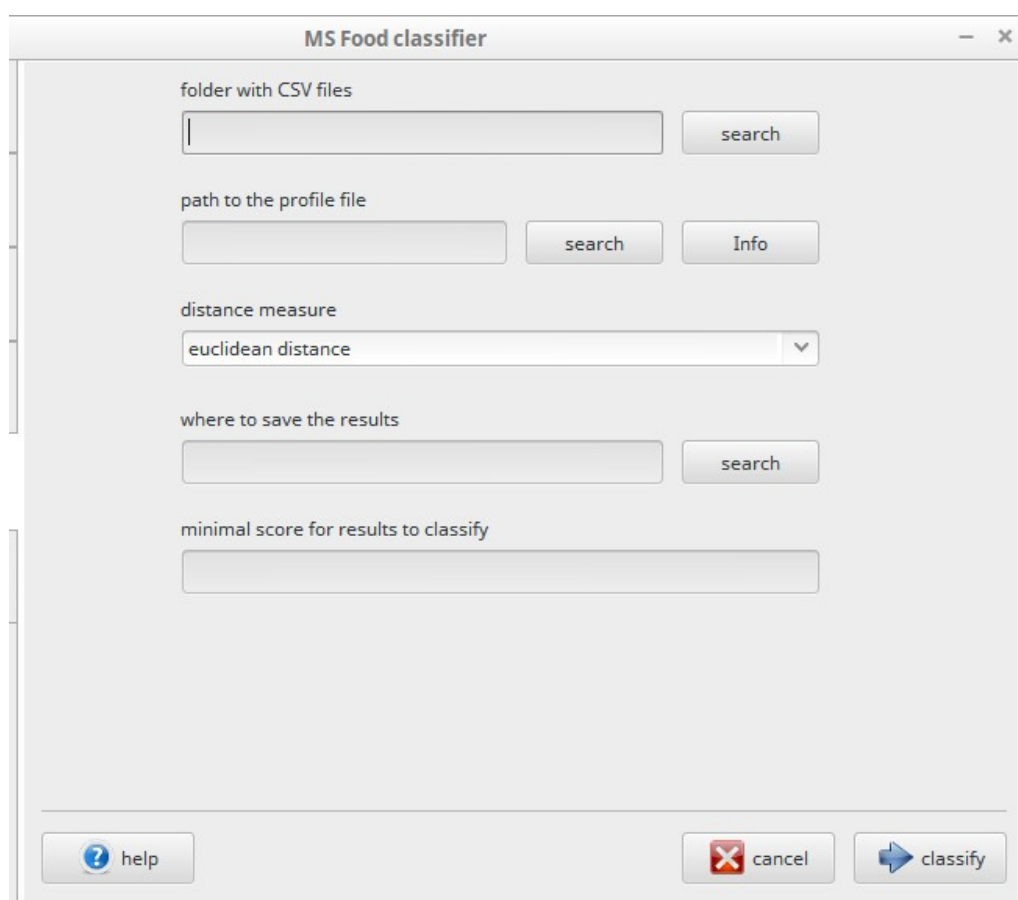 MS Food classifier
folder with CSV files
search
path to the profile file
search Info
distance measure
euclidean distance
where to save the results
search
minimal score for results to classify
help cancel classify